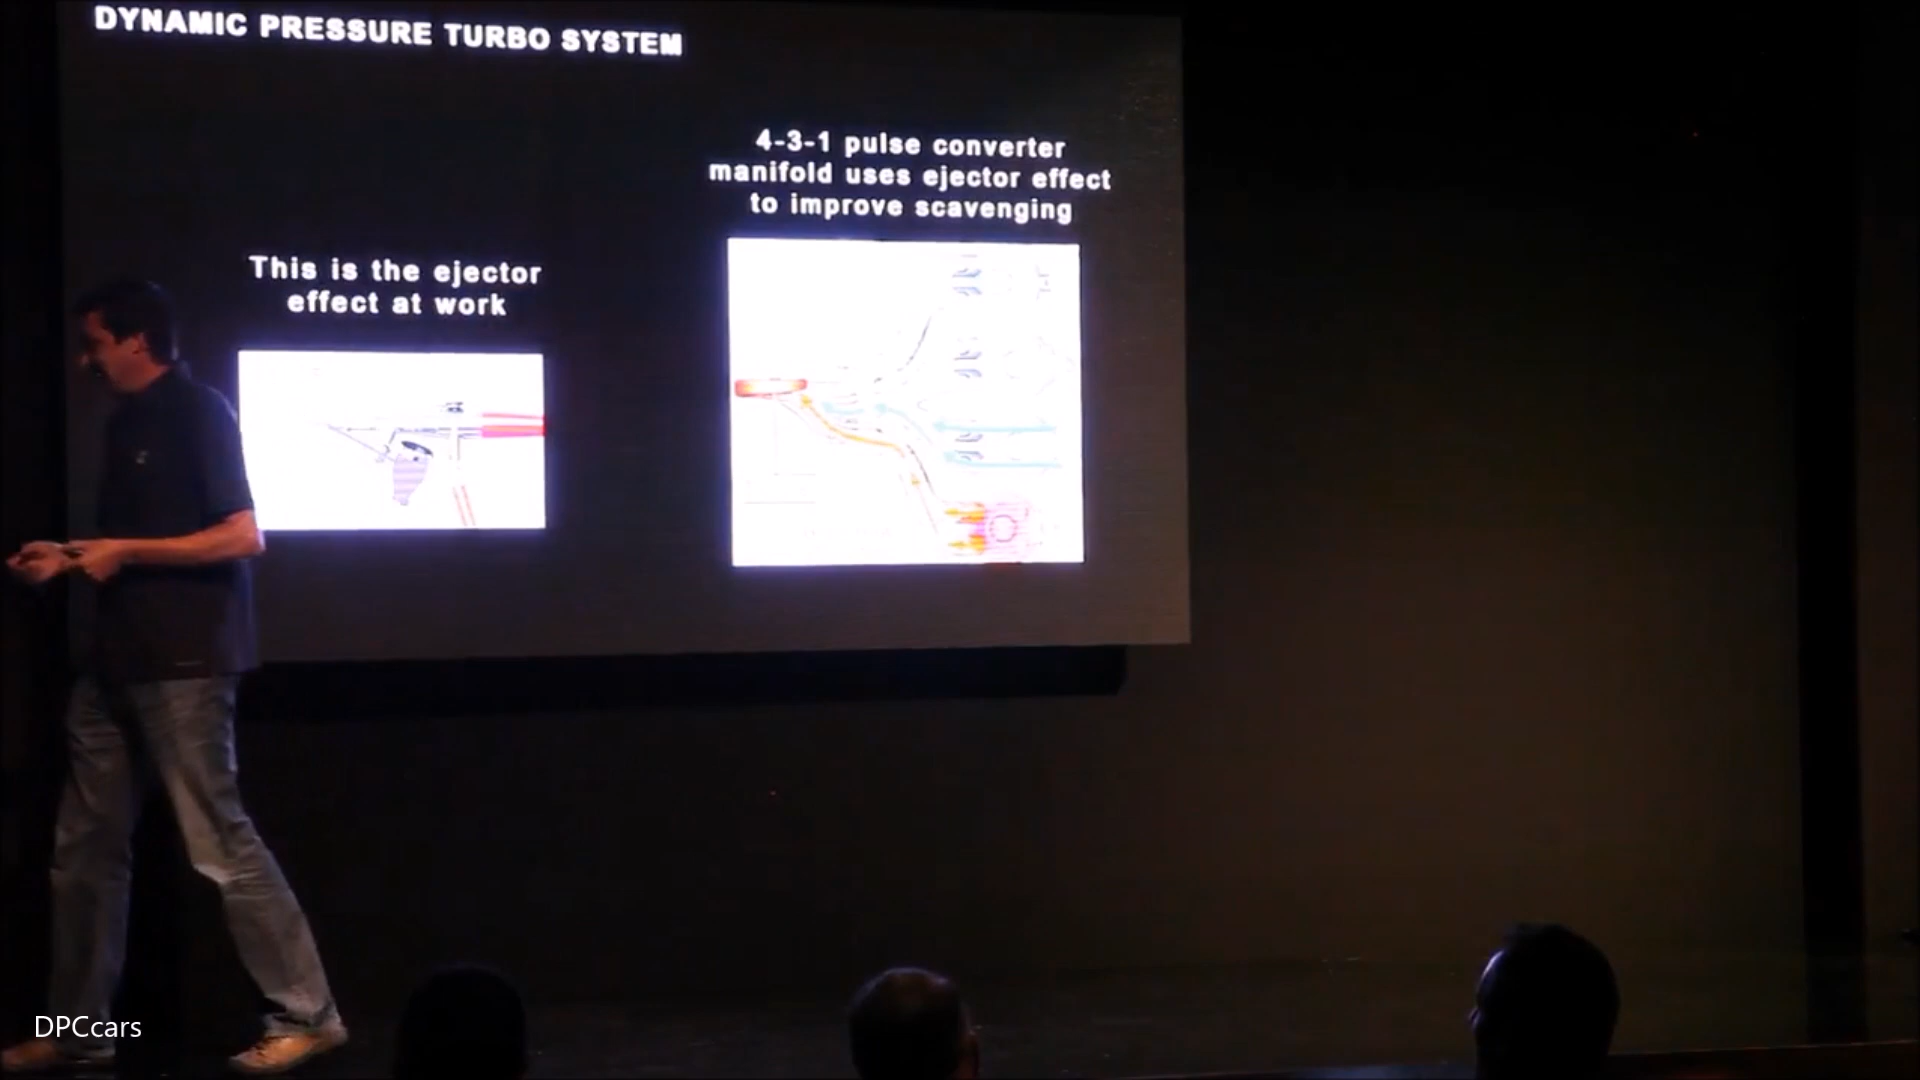 DYNAMIC PRESSURE TURBO SYSTEM
4-3-1 pulse converter
manifold uses ejector effect
to improve scavenging
This is the ejector
effect at work
DPCcars